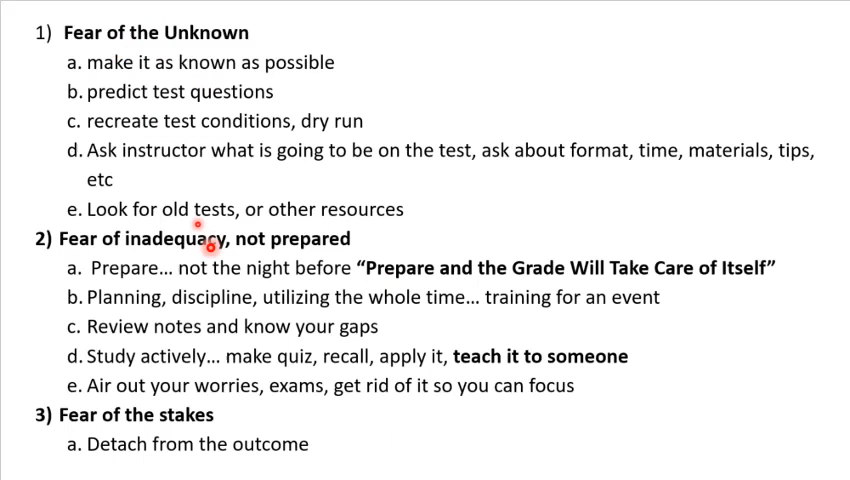 1) Fear of the Unknown
a. make it as known as possible
b. predict test questions
c. recreate test conditions, dry run
d. Ask instructor what is going to be on the test, ask about format, time, materials, tips,
etc
e. Look for old tests, or other resources
2) Fear of inadequacy, not prepared
a. Prepare... not the night before “Prepare and the Grade Will Take Care of Itself”
b. Planning, discipline, utilizing the whole time... training for an event
c. Review notes and know your gaps
d. Study actively... make quiz, recall, apply it, teach it to someone
e. Air out your worries, exams, get rid of it so you can focus
3) Fear of the stakes
a. Detach from the outcome